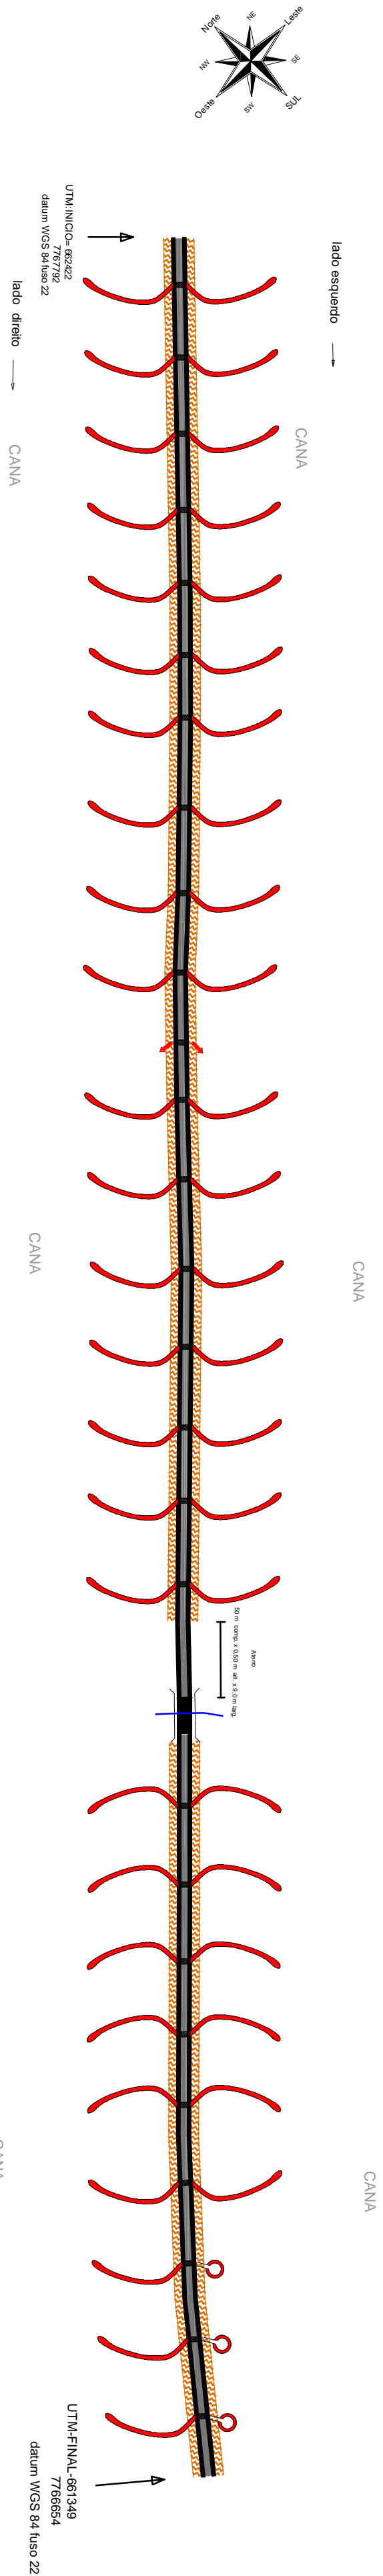 NE
Leste
Norte
SE
NW
SUL
SW
Oeste
lado esquerdo
UTM:INICIO= 662422
7767792
datum WGS 84 fuso 22
lado direito
CANA
CANA
CANA
CANA
Aterro
50 m comp. x 0,50 m alt. x 9,0 m larg.
CANA
CANA
UTM-FINAL-661349
7766654
datum WGS 84 fuso 22